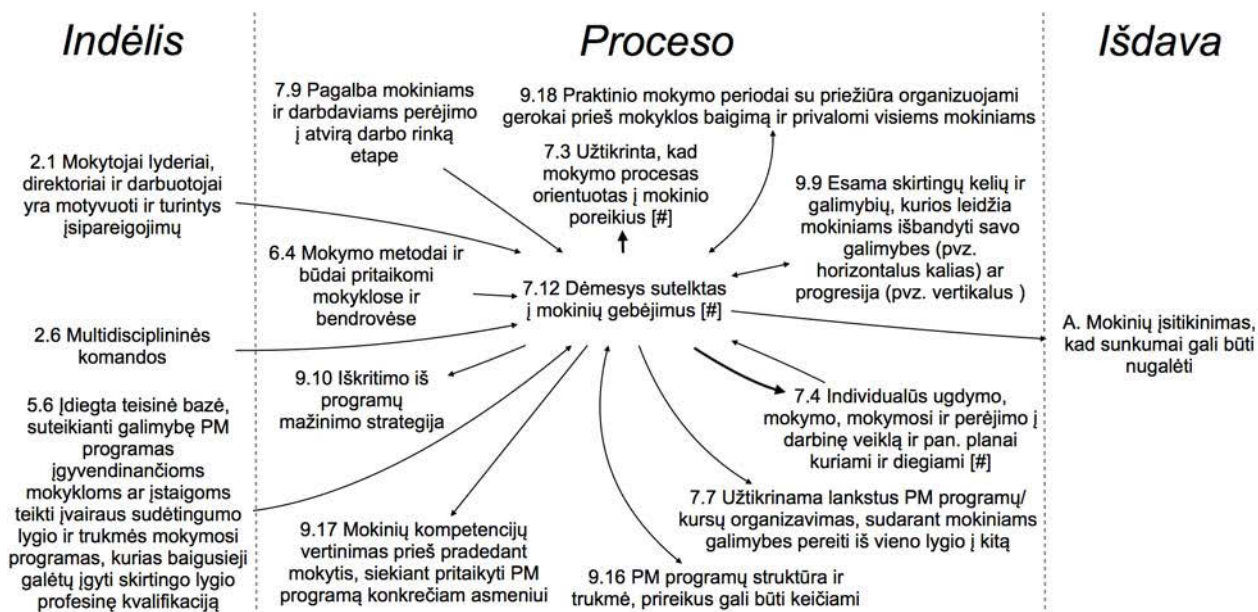 Indėlis
Proceso
Išdava
2.1 Mokytojai lyderiai,
direktoriai ir darbuotojai
yra motyvuoti ir turintys
įsipareigojimų
2.6 Multidisciplininės
komandos
5.6 Įdiegta teisinė bazė,
suteikianti galimybę PM
programas
įgyvendinančioms
mokykloms ar įstaigoms
teikti įvairaus sudėtingumo
lygio ir trukmės mokymosi
programas, kurias baigusieji
galėtų įgyti skirtingo lygio
profesinę kvalifikaciją
7.9 Pagalba mokiniams
ir darbdaviams perėjimo
į atvirą darbo rinką
etape
9.18 Praktinio mokymo periodai su priežiūra organizuojami
gerokai prieš mokyklos baigimą ir privalomi visiems mokiniams
7.3 Užtikrinta, kad
mokymo procesas
orientuotas į mokinio
poreikius [#]
9.9 Esama skirtingų kelių ir
galimybių, kurios leidžia
mokiniams išbandyti savo
galimybes (pvz.
horizontalus kalias) ar
progresija (pvz. vertikalus )
6.4 Mokymo metodai ir
būdai pritaikomi
mokyklose ir
bendrovėse
7.12 Dėmesys sutelktas
į mokinių gebėjimus [#]
9.10 Iškritimo iš
programų
mažinimo strategija
7.4 Individualūs ugdymo,
mokymo, mokymosi ir perėjimo į
darbinę veiklą ir pan. planai
kuriami ir diegiami [#]
7.7 Užtikrinama lankstus PM programų/
kursų organizavimas, sudarant mokiniams
galimybes pereiti iš vieno lygio į kitą
9.17 Mokinių kompetencijų
vertinimas prieš pradedant
mokytis, siekiant pritaikyti PM
programą konkrečiam asmeniui
9.16 PM programų struktūra ir
trukmė, prireikus gali būti keičiami
A. Mokinių įsitikinimas,
kad sunkumai gali būti
nugalėti